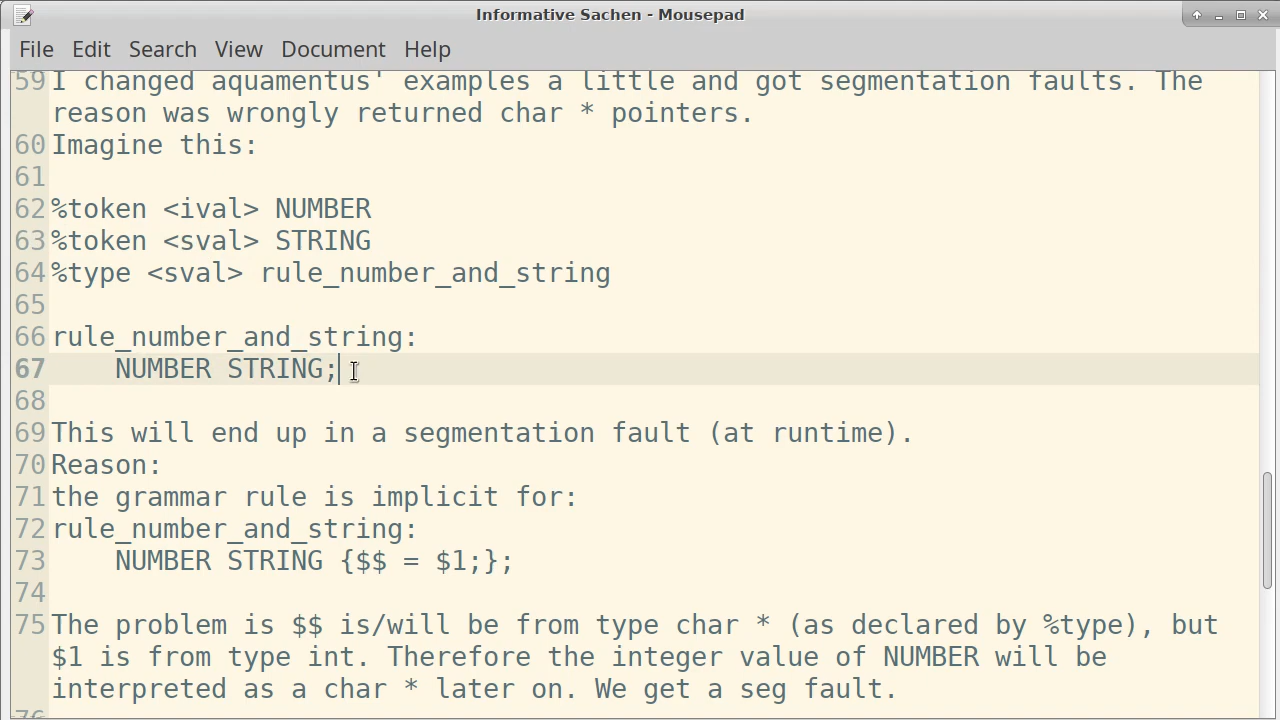 Informative Sachen - Mousepad
File Edit Search View Document Help
59 I changed aquamentus' examples a little and got segmentation faults. The
reason was wrongly returned char * pointers.
60 Imagine this:
61
62 %token <ival> NUMBER
63 %token <sval> STRING
64 %type <sval> rule_number_and_string
65
66 rule_number_and_string:
67     NUMBER STRING;
68
69 This will end up in a segmentation fault (at runtime).
70 Reason:
71 the grammar rule is implicit for:
72 rule_number_and_string:
73     NUMBER STRING {$$ = $1;};
74
75 The problem is $$ is/will be from type char * (as declared by %type), but
$1 is from type int. Therefore the integer value of NUMBER will be
interpreted as a char * later on. We get a seg fault.
76